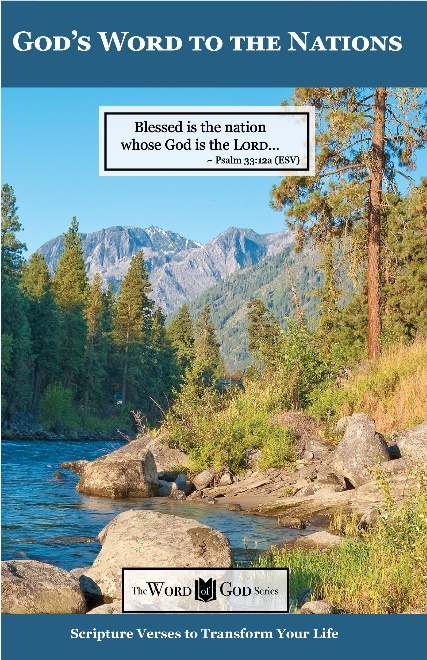 God's Word to the Nations
Blessed is the nation
whose God is the Lord...
~ Psalm 33:12a (ESV)
The Word of God Series
Scripture Verses to Transform Your Life